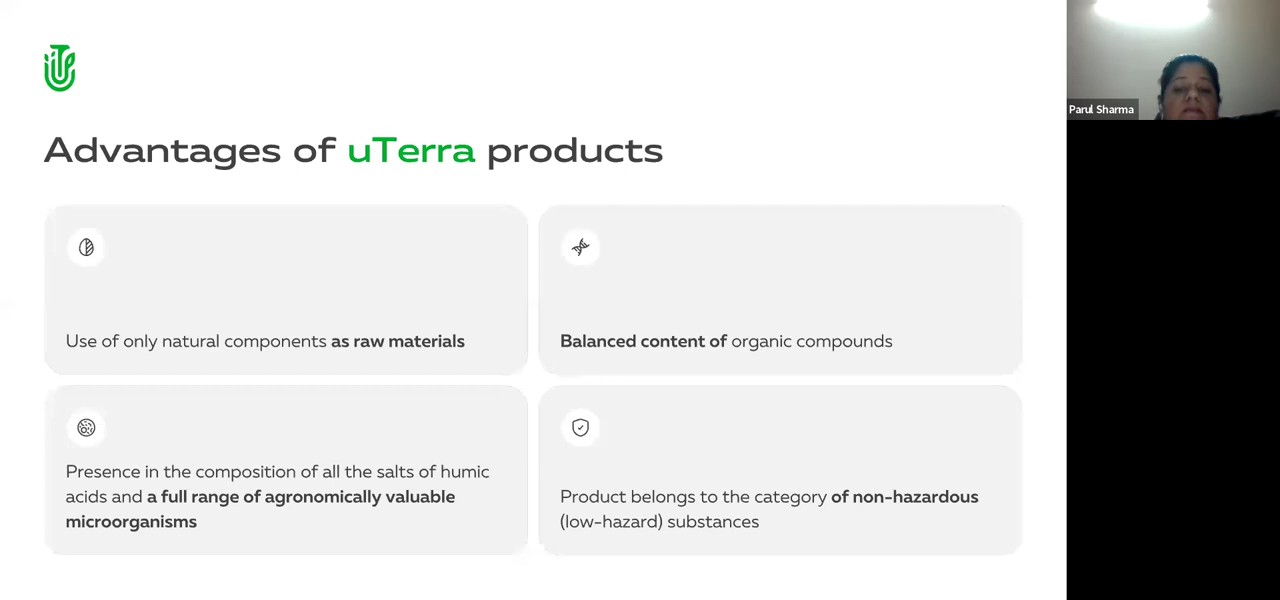 Advantages of uTerra products
Use of only natural components as raw materials
Balanced content of organic compounds
Presence in the composition of all the salts of humic
acids and a full range of agronomically valuable
microorganisms
Product belongs to the category of non-hazardous
(low-hazard) substances
Parul Sharma